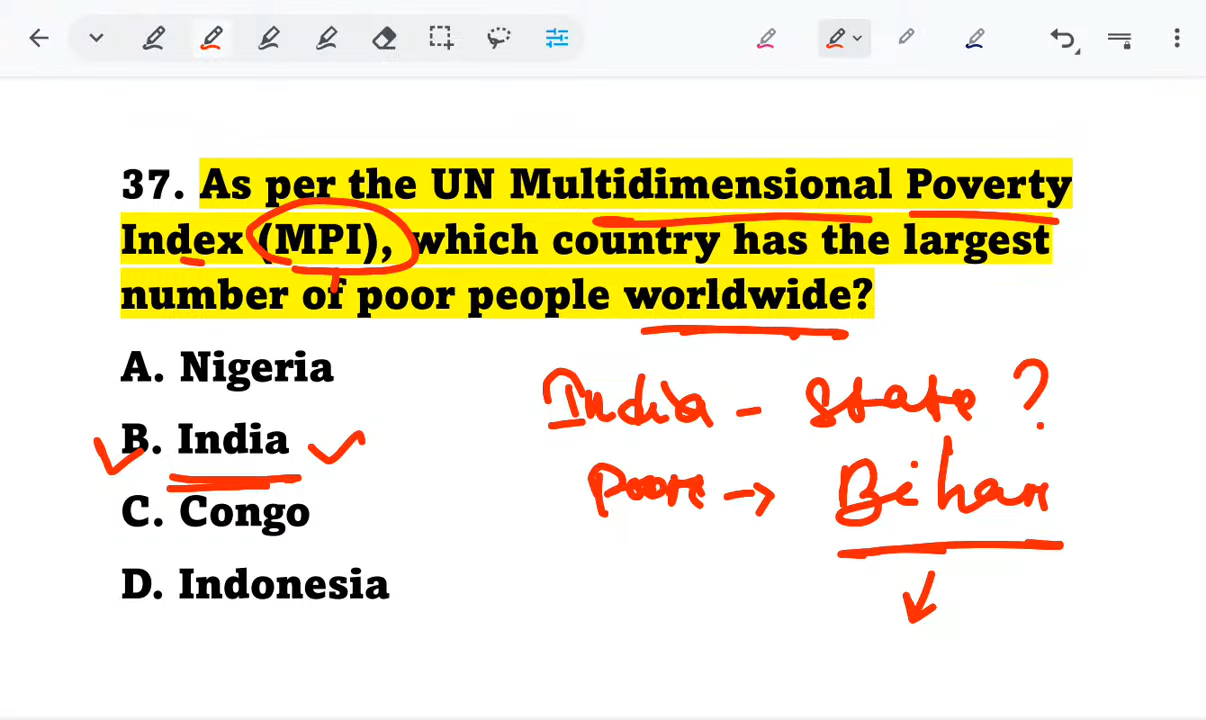 37. As per the UN Multidimensional Poverty
Index (MPI), which country has the largest
number of poor people worldwide?
A. Nigeria
B. India
C. Congo
D. Indonesia
India - State ?
Poor → Bihar